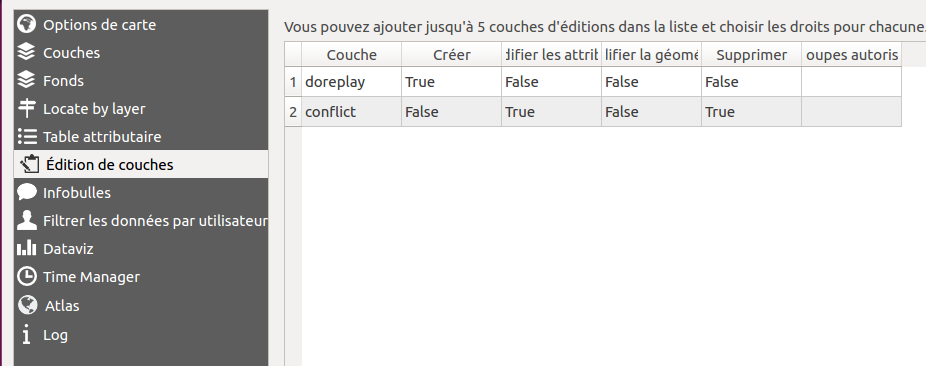 Options de carte
Couches
Fonds
Locate by layer
Table attributaire
Édition de couches
Infobulles
Filtrer les données par utilisateur
Dataviz
Time Manager
Atlas
Log
Vous pouvez ajouter jusqu'à 5 couches d'éditions dans la liste et choisir les droits pour chacune.
Couche Créer difier les attrib lifier la géomé Supprimer oupes autoris
1 doreplay True False False False
2 conflict False True False True